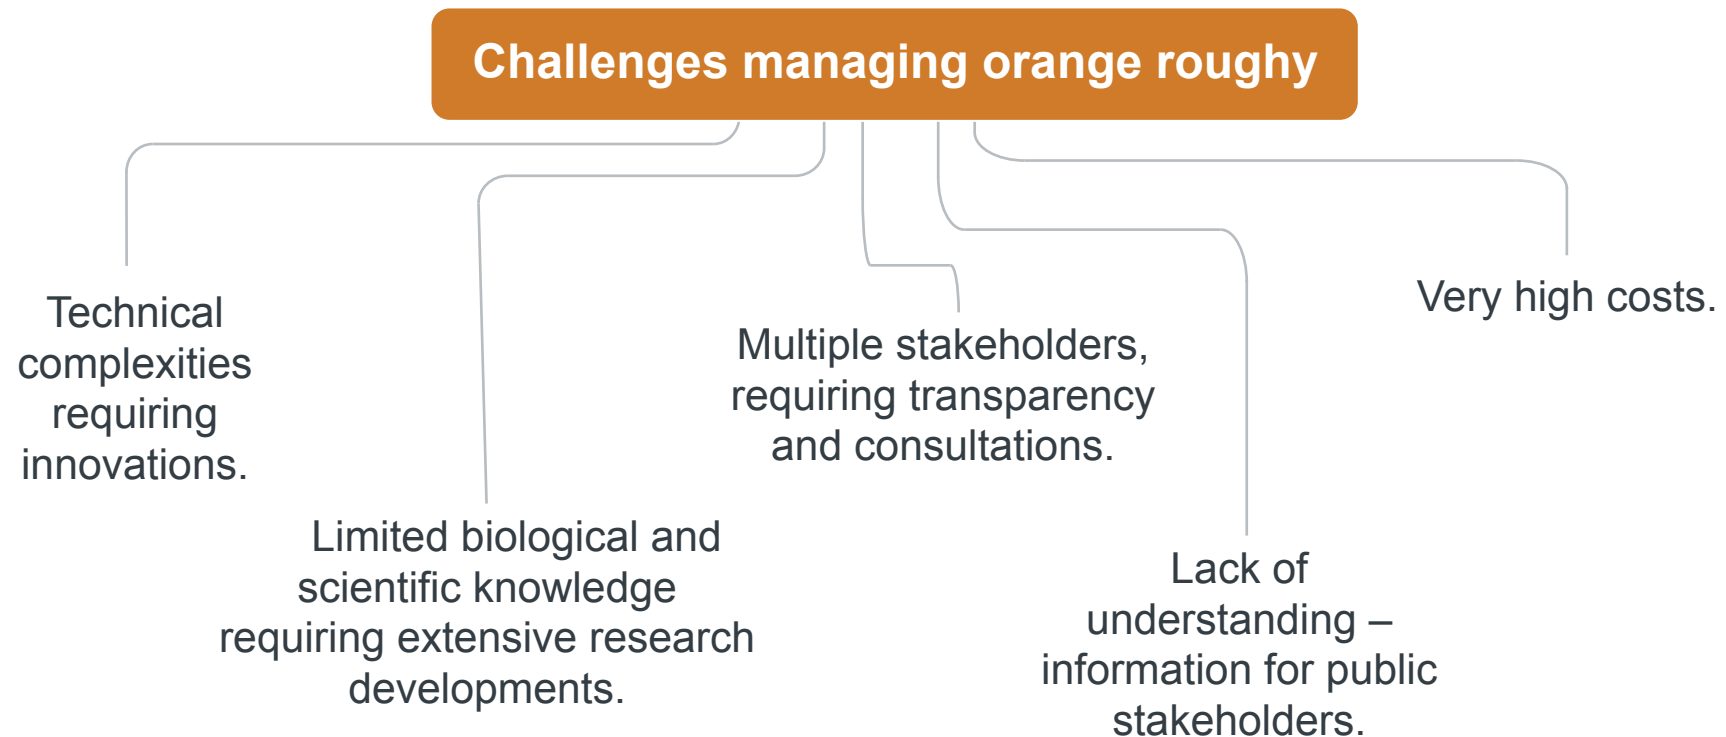 Challenges managing orange roughy
Technical
complexities
requiring
innovations.
Limited biological and
scientific knowledge
requiring extensive research
developments.
Multiple stakeholders,
requiring transparency
and consultations.
Lack of
understanding –
information for public
stakeholders.
Very high costs.